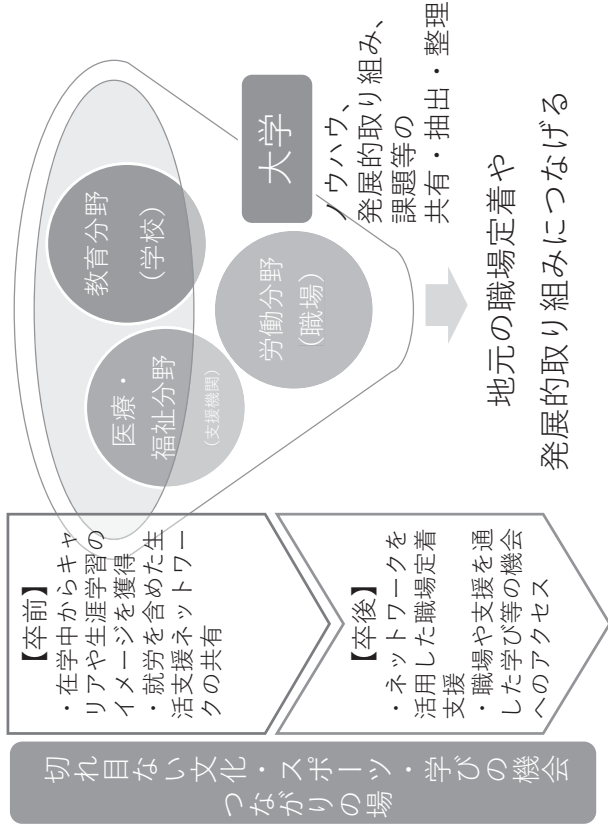 切れ目ない文化・スポーツ・学びの機会
つながりの場
【卒前】
・在学中からキャ
リアや生涯学習の
イメージを獲得
・就労を含めた生
活支援ネットワー
クの共有
【卒後】
・ネットワークを
活用した職場定着
支援
・職場や支援を通
した学び等の機会
へのアクセス
医療・
福祉分野
(支援機関)
教育分野
(学校)
労働分野
(職場)
大学
ノウハウ、
発展的取り組み、
課題等の
共有・抽出・整理
地元の職場定着や
発展的取り組みにつなげる